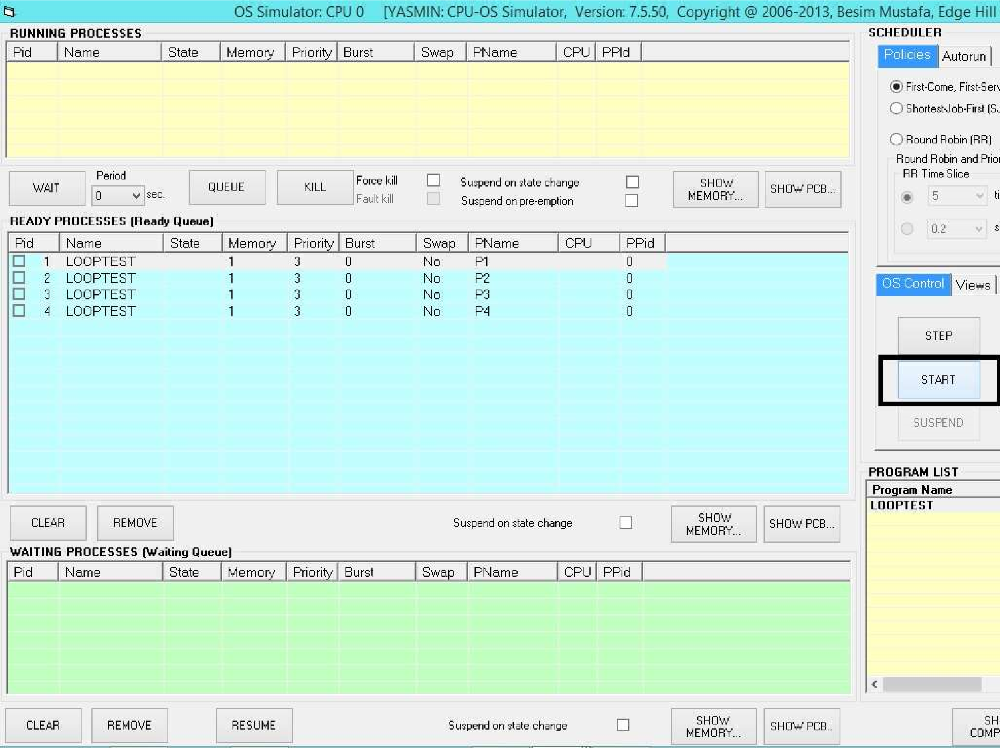 OS Simulator: CPU 0 [YASMIN: CPU-OS Simulator, Version: 7.5.50, Copyright @ 2006-2013, Besim Mustafa, Edge Hill
RUNNING PROCESSES
Pid Name State Memory Priority Burst Swap PName CPU PPId
WAIT
Period
0 sec.
QUEUE
KILL
Force kill
Fault kill
Suspend on state change
Suspend on pre-emption
SHOW
MEMORY...
SHOW PCB...
READY PROCESSES (Ready Queue)
Pid Name State Memory Priority Burst Swap PName CPU PPid
1 LOOPTEST 1 3 0 No P1 0
2 LOOPTEST 1 3 0 No P2 0
3 LOOPTEST 1 3 0 No P3 0
4 LOOPTEST 1 3 0 No P4 0
CLEAR
REMOVE
Suspend on state change
SHOW
MEMORY...
SHOW PCB...
WAITING PROCESSES (Waiting Queue)
Pid Name State Memory Priority Burst Swap PName CPU PPid
CLEAR
REMOVE
RESUME
Suspend on state change
SHOW
MEMORY...
SHOW PCB..
SCHEDULER
Policies Autorun
First-Come, First-Serv
Shortest-Job-First (SJ
Round Robin (RR)
Round Robin and Prior
RR Time Slice
5 ti
0.2 s
OS Control Views
STEP
START
SUSPEND
PROGRAM LIST
Program Name
LOOPTEST
<
SH
COMP